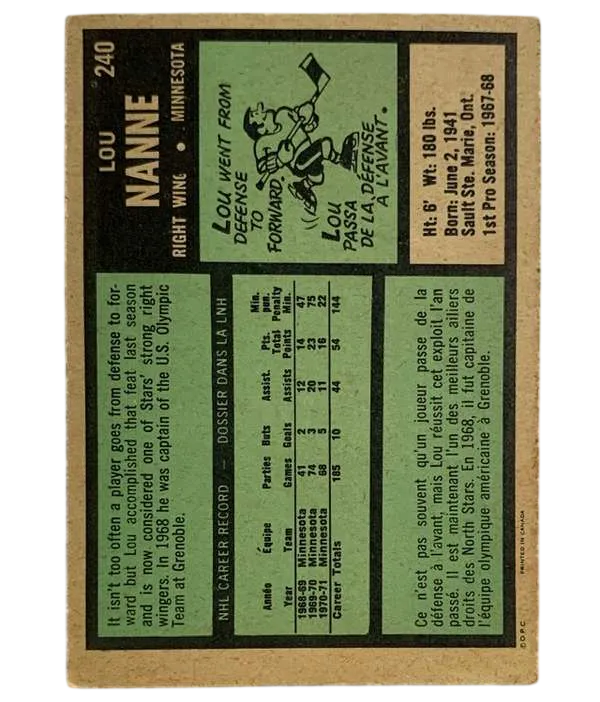 LOU 240
NANNE
RIGHT WING • MINNESOTA
LOU WENT FROM
DEFENSE
TO
FORWARD.
LOU
PASSA
DE LA DÉFENSE
À L'AVANT.
Ht: 6' Wt: 180 lbs.
Born: June 2, 1941
Sault Ste. Marie, Ont.
1st Pro Season: 1967-68
It isn't too often a player goes from defense to for-
ward but Lou accomplished that feat last season
and is now considered one of Stars' strong right
wingers. In 1968 he was captain of the U.S. Olympic
Team at Grenoble.
NHL CAREER RECORD — DOSSIER DANS LA LNH
Année Équipe Parties Buts Assist. Pts. Total Min. pun.
Year Team Games Goals Assists Points Penalty Min.
1968-69 Minnesota 41 2 12 14 47
1969-70 Minnesota 74 3 20 23 75
1970-71 Minnesota 68 5 11 16 22
Career Totals 185 10 44 54 144
Ce n'est pas souvent qu'un joueur passe de la
défense à l'avant, mais Lou réussit cet exploit l'an
passé. Il est maintenant l'un des meilleurs ailiers
droits des North Stars. En 1968, il fut capitaine de
l'équipe olympique américaine à Grenoble.
© O.P.C. PRINTED IN CANADA